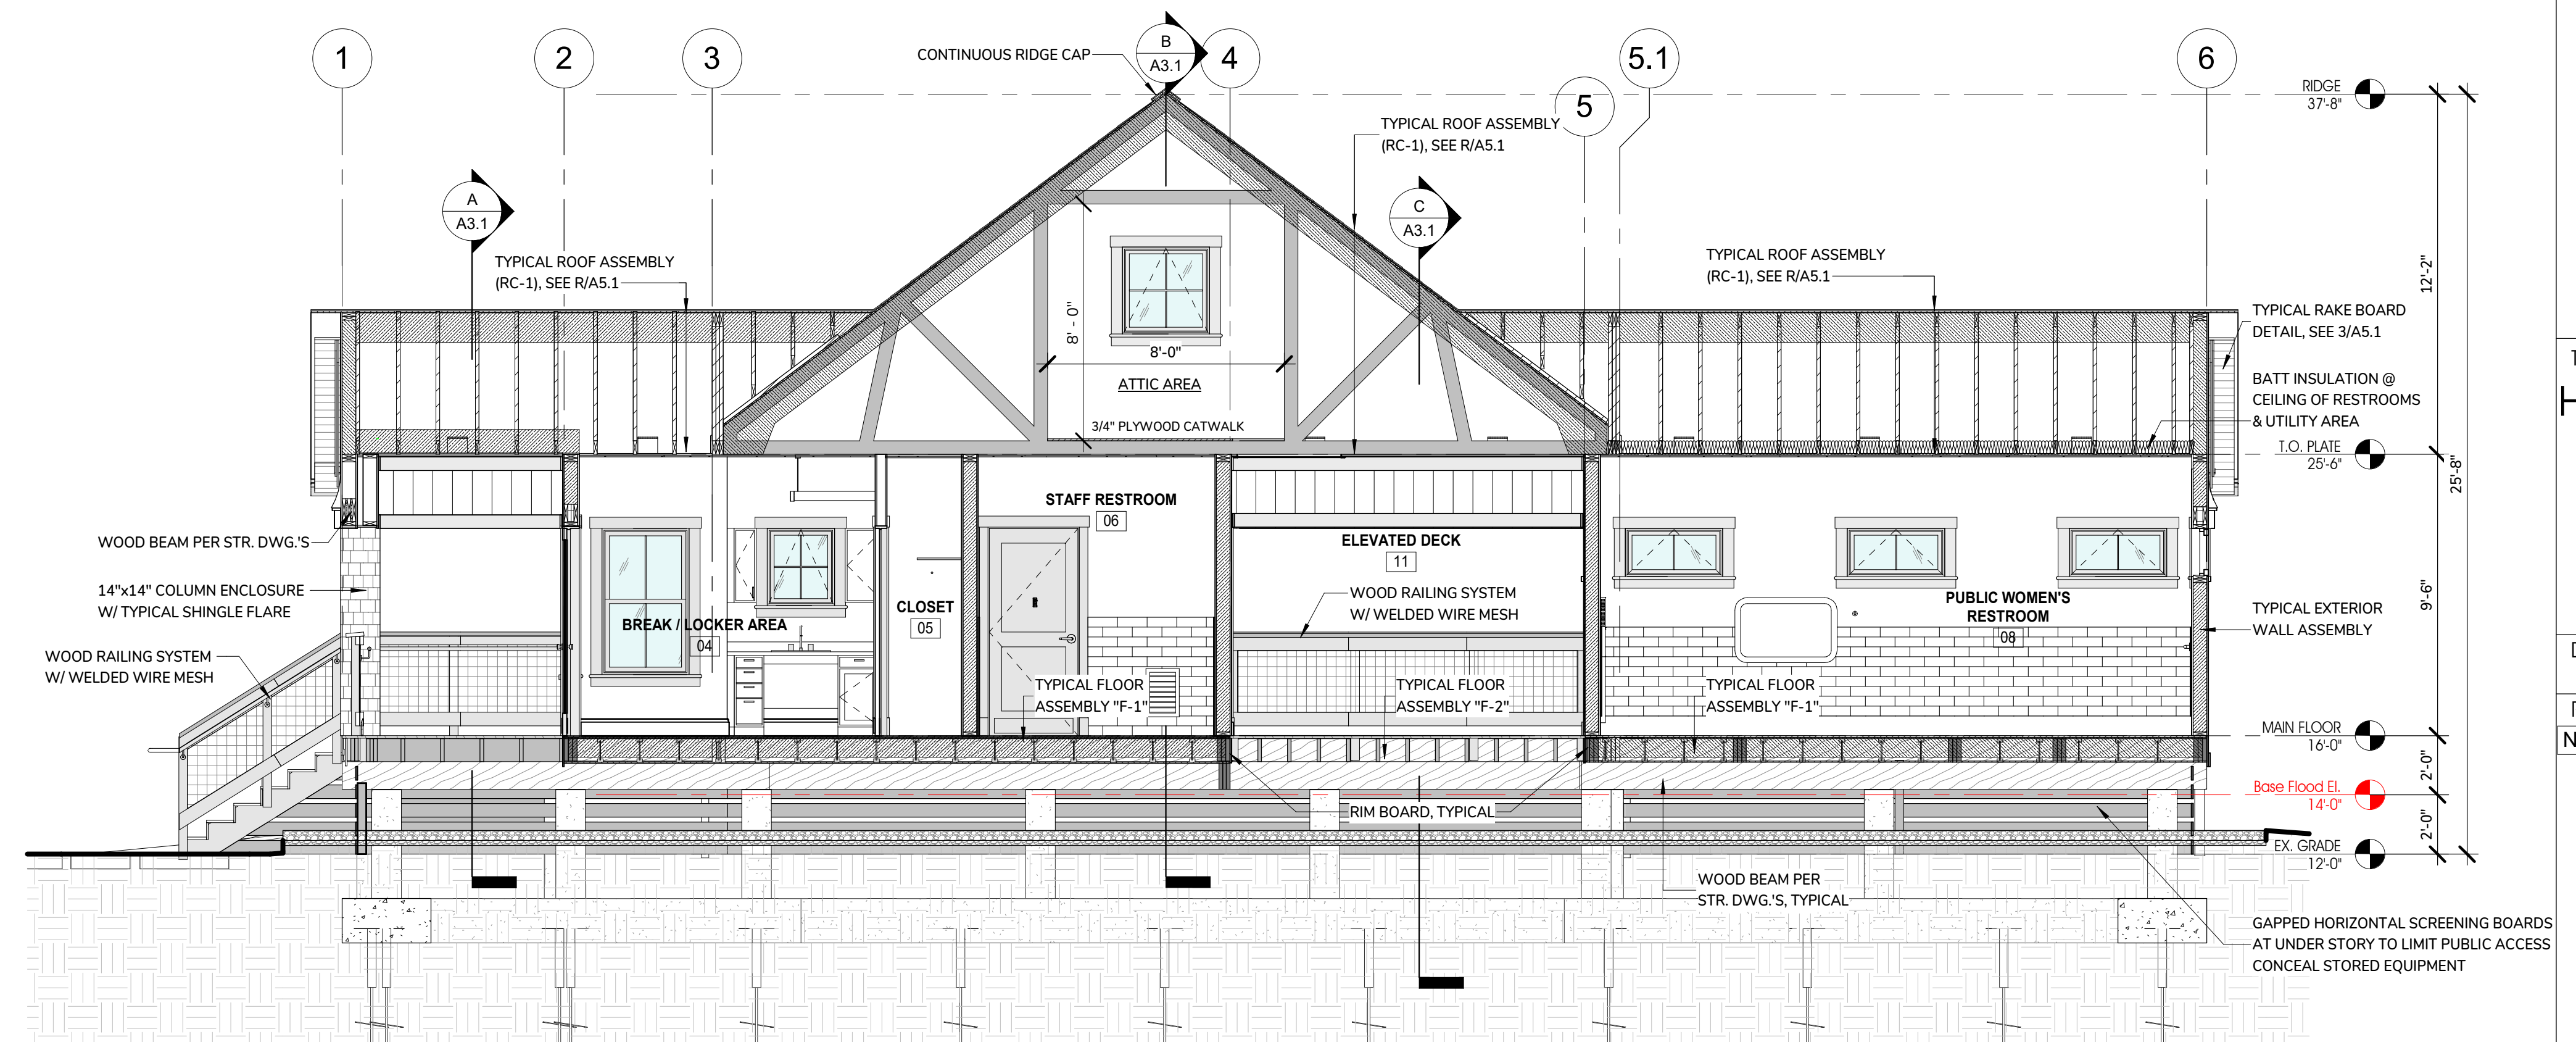 1
2
3
CONTINUOUS RIDGE CAP
B
A3.1
4
5.1
5
6
RIDGE
37'-8"
TYPICAL ROOF ASSEMBLY
(RC-1), SEE R/A5.1
A
A3.1
C
A3.1
TYPICAL ROOF ASSEMBLY
(RC-1), SEE R/A5.1
TYPICAL ROOF ASSEMBLY
(RC-1), SEE R/A5.1
12'-2"
8' - 0"
8'-0"
ATTIC AREA
3/4" PLYWOOD CATWALK
TYPICAL RAKE BOARD
DETAIL, SEE 3/A5.1
BATT INSULATION @
CEILING OF RESTROOMS
& UTILITY AREA
T.O. PLATE
25'-6"
25'-8"
STAFF RESTROOM
06
ELEVATED DECK
11
WOOD BEAM PER STR. DWG.'S
14"x14" COLUMN ENCLOSURE
W/ TYPICAL SHINGLE FLARE
WOOD RAILING SYSTEM
W/ WELDED WIRE MESH
CLOSET
05
BREAK / LOCKER AREA
04
WOOD RAILING SYSTEM
W/ WELDED WIRE MESH
PUBLIC WOMEN'S
RESTROOM
08
9'-6"
TYPICAL EXTERIOR
WALL ASSEMBLY
TYPICAL FLOOR
ASSEMBLY "F-1"
TYPICAL FLOOR
ASSEMBLY "F-2"
TYPICAL FLOOR
ASSEMBLY "F-1"
MAIN FLOOR
16'-0"
2'-0"
Base Flood El.
14'-0"
RIM BOARD, TYPICAL
2'-0"
EX. GRADE
12'-0"
WOOD BEAM PER
STR. DWG.'S, TYPICAL
GAPPED HORIZONTAL SCREENING BOARDS
AT UNDER STORY TO LIMIT PUBLIC ACCESS
CONCEAL STORED EQUIPMENT